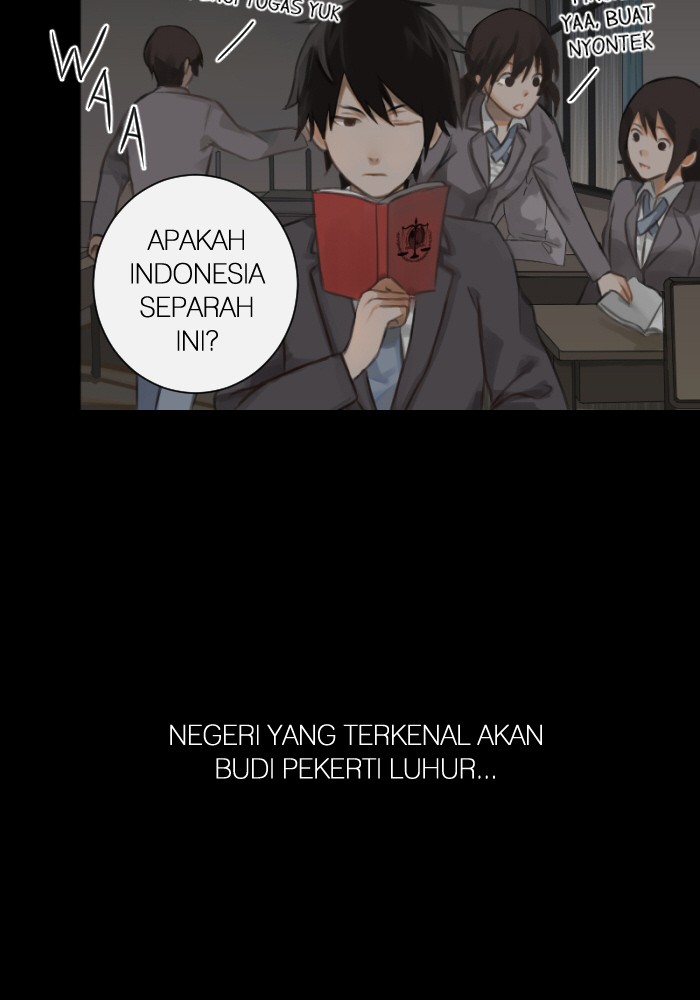 TUGAS YUK
YAA, BUAT
NYONTEK
WAA
APAKAH
INDONESIA
SEPARAH
INI?
NEGERI YANG TERKENAL AKAN
BUDI PEKERTI LUHUR...